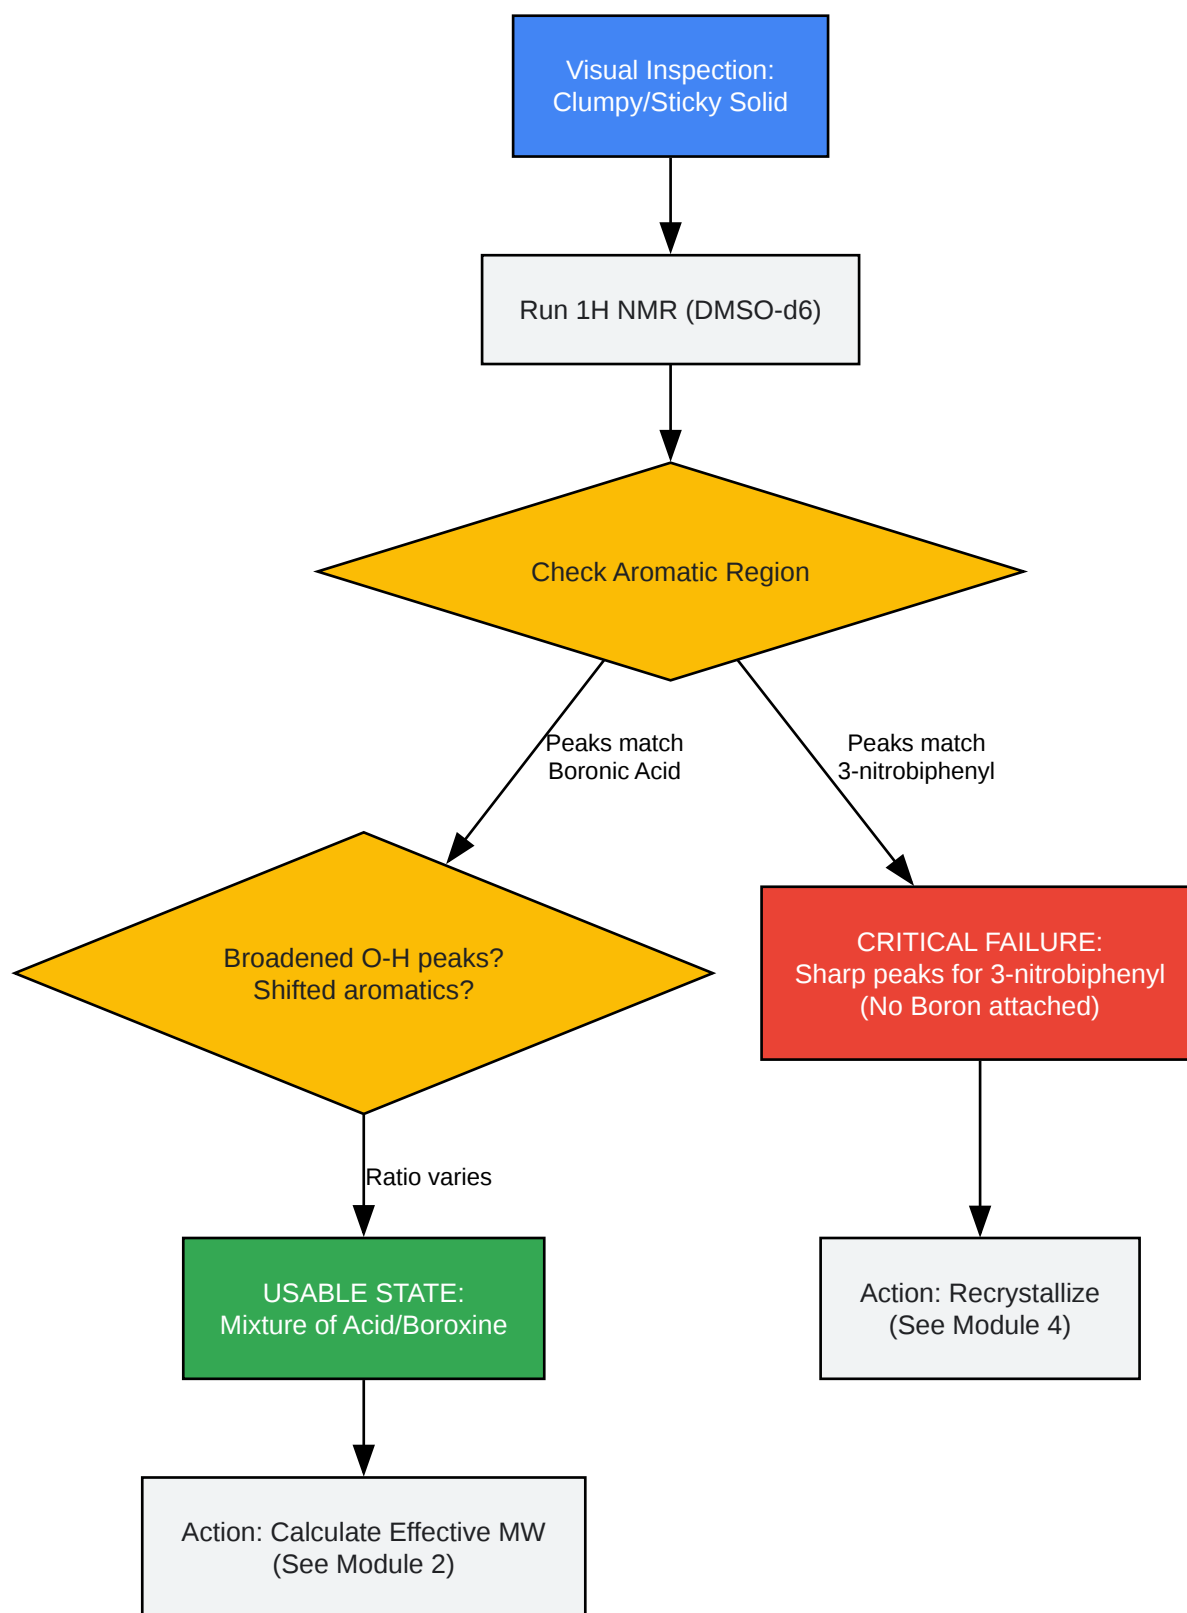 Visual Inspection:
Clumpy/Sticky Solid
Run 1H NMR (DMSO-d6)
Check Aromatic Region
Peaks match
Boronic Acid
Peaks match
3-nitrobiphenyl
Broadened O-H peaks?
Shifted aromatics?
CRITICAL FAILURE:
Sharp peaks for 3-nitrobiphenyl
(No Boron attached)
Ratio varies
USABLE STATE:
Mixture of Acid/Boroxine
Action: Recrystallize
(See Module 4)
Action: Calculate Effective MW
(See Module 2)